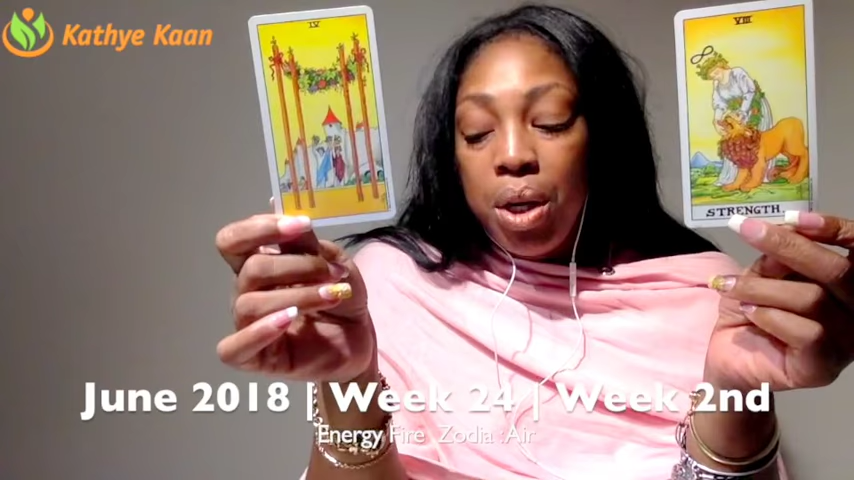 Kathye Kaan
IV
VIII
STRENGTH.
June 2018 | Week 24 | Week 2nd
Energy Fire Zodia : Air